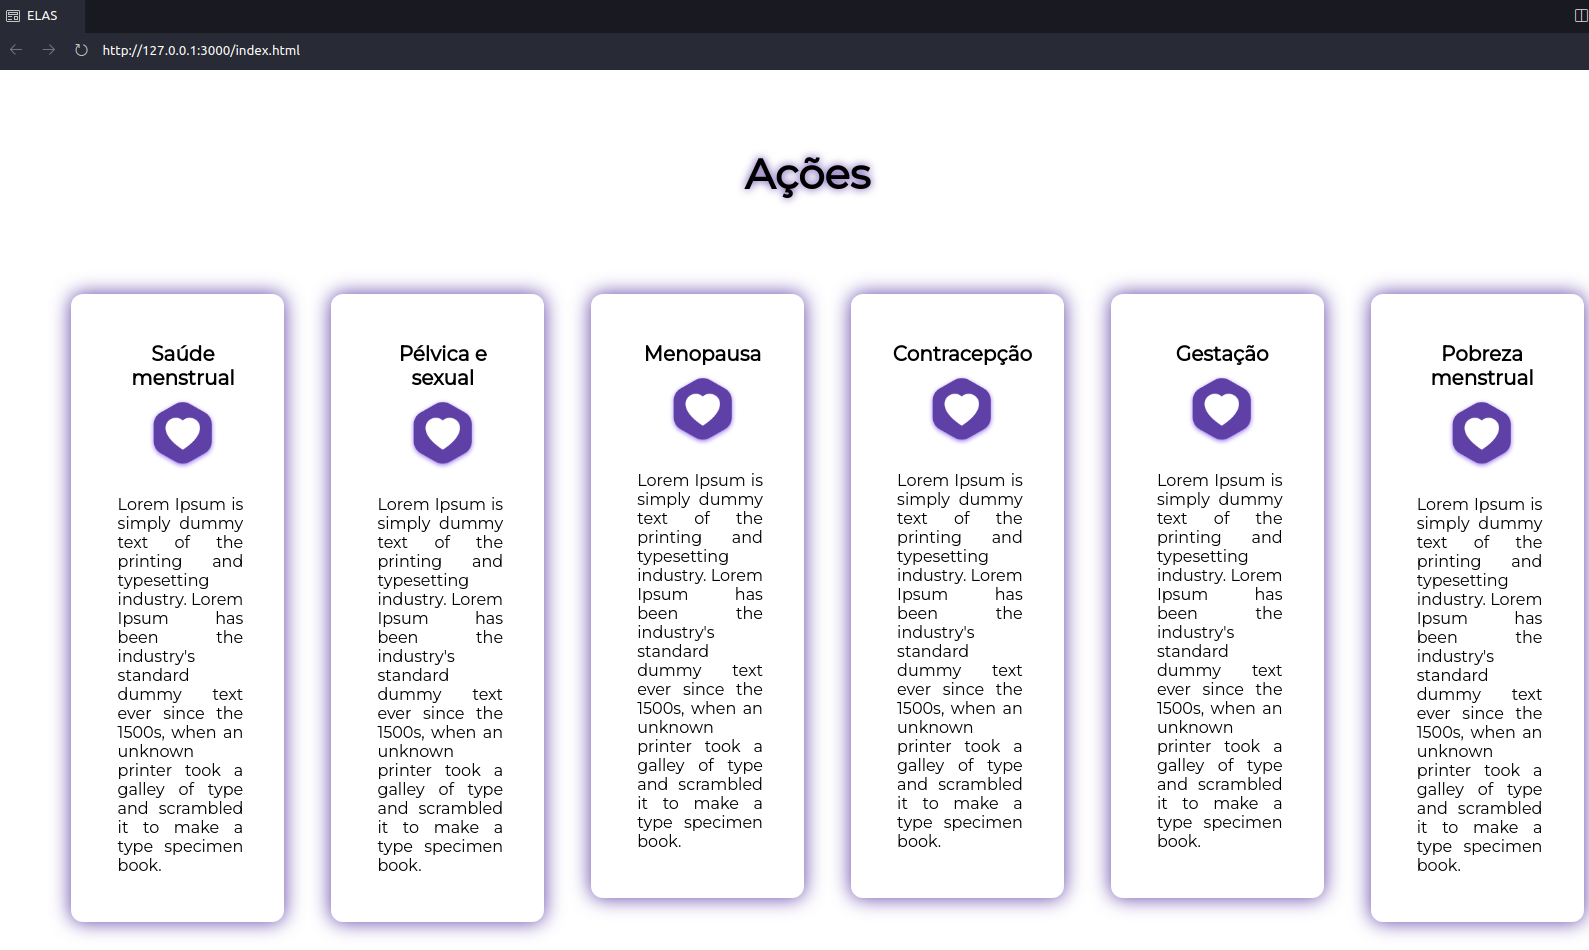 ELAS
http://127.0.0.1:3000/index.html
Ações
Saúde
menstrual
Lorem Ipsum is
simply dummy
text of the
printing and
typesetting
industry. Lorem
Ipsum has
been the
industry's
standard
dummy text
ever since the
1500s, when an
unknown
printer took a
galley of type
and scrambled
it to make a
type specimen
book.
Pélvica e
sexual
Lorem Ipsum is
simply dummy
text of the
printing and
typesetting
industry. Lorem
Ipsum has
been the
industry's
standard
dummy text
ever since the
1500s, when an
unknown
printer took a
galley of type
and scrambled
it to make a
type specimen
book.
Menopausa
Lorem Ipsum is
simply dummy
text of the
printing and
typesetting
industry. Lorem
Ipsum has
been the
industry's
standard
dummy text
ever since the
1500s, when an
unknown
printer took a
galley of type
and scrambled
it to make a
type specimen
book.
Contracepção
Lorem Ipsum is
simply dummy
text of the
printing and
typesetting
industry. Lorem
Ipsum has
been the
industry's
standard
dummy text
ever since the
1500s, when an
unknown
printer took a
galley of type
and scrambled
it to make a
type specimen
book.
Gestação
Lorem Ipsum is
simply dummy
text of the
printing and
typesetting
industry. Lorem
Ipsum has
been the
industry's
standard
dummy text
ever since the
1500s, when an
unknown
printer took a
galley of type
and scrambled
it to make a
type specimen
book.
Pobreza
menstrual
Lorem Ipsum is
simply dummy
text of the
printing and
typesetting
industry. Lorem
Ipsum has
been the
industry's
standard
dummy text
ever since the
1500s, when an
unknown
printer took a
galley of type
and scrambled
it to make a
type specimen
book.